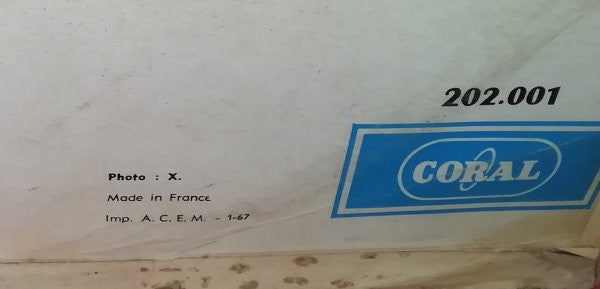 202.001
CORAL
Photo : X.
Made in France
Imp. A. C. E. M. - 1-67